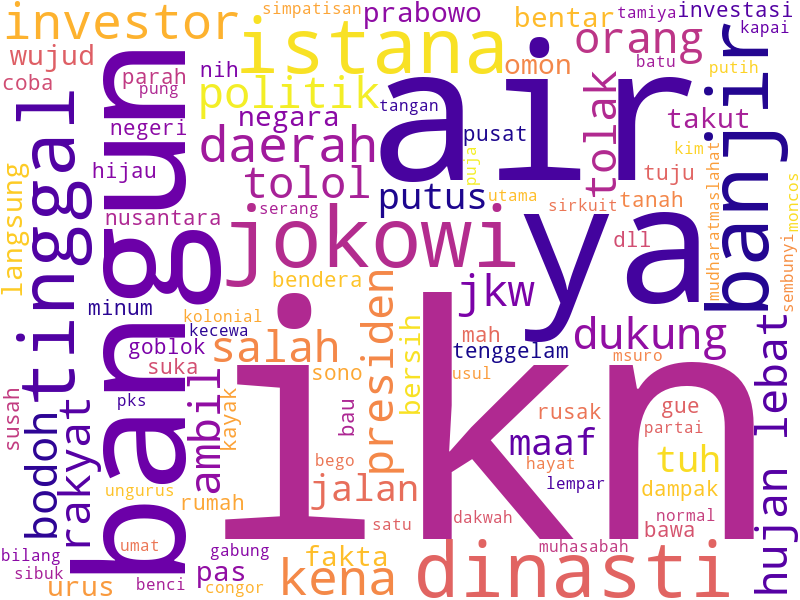 simpatisan
tamiya
investasi
investor
prabowo
bentar
kapai
istana
orang
wujud
parah
nih
omon
batu
putih
coba
pung
politik
tangan
air
banjir
negeri
negara
pusat
tolak
takut
bangun
tinggal
daerah
kim
hijau
tolol
puja
tuju
mudharatmaslahat
langsung
putus
utama
tanah
nusantara
serang
sirkuit
moncos
jokowi
ya
dll
sembunyi
bendera
jkw
minum
kolonial
kecewa
bersih
mah
dukung
goblok
salah
presiden
tenggelam
msuro
hujan lebat
suka
sono
usul
susah
bodoh
rakyat
pks
ambil
kayak
bau
ikn
maaf
rusak
gue
partai
bego
hayat
tuh
ungurus
rumah
jalan
lempar
dampak
satu
dakwah
normal
bawa
bilang
umat
gabung
fakta
muhasabah
sibuk
urus
benci
pas
congor
kena
dinasti